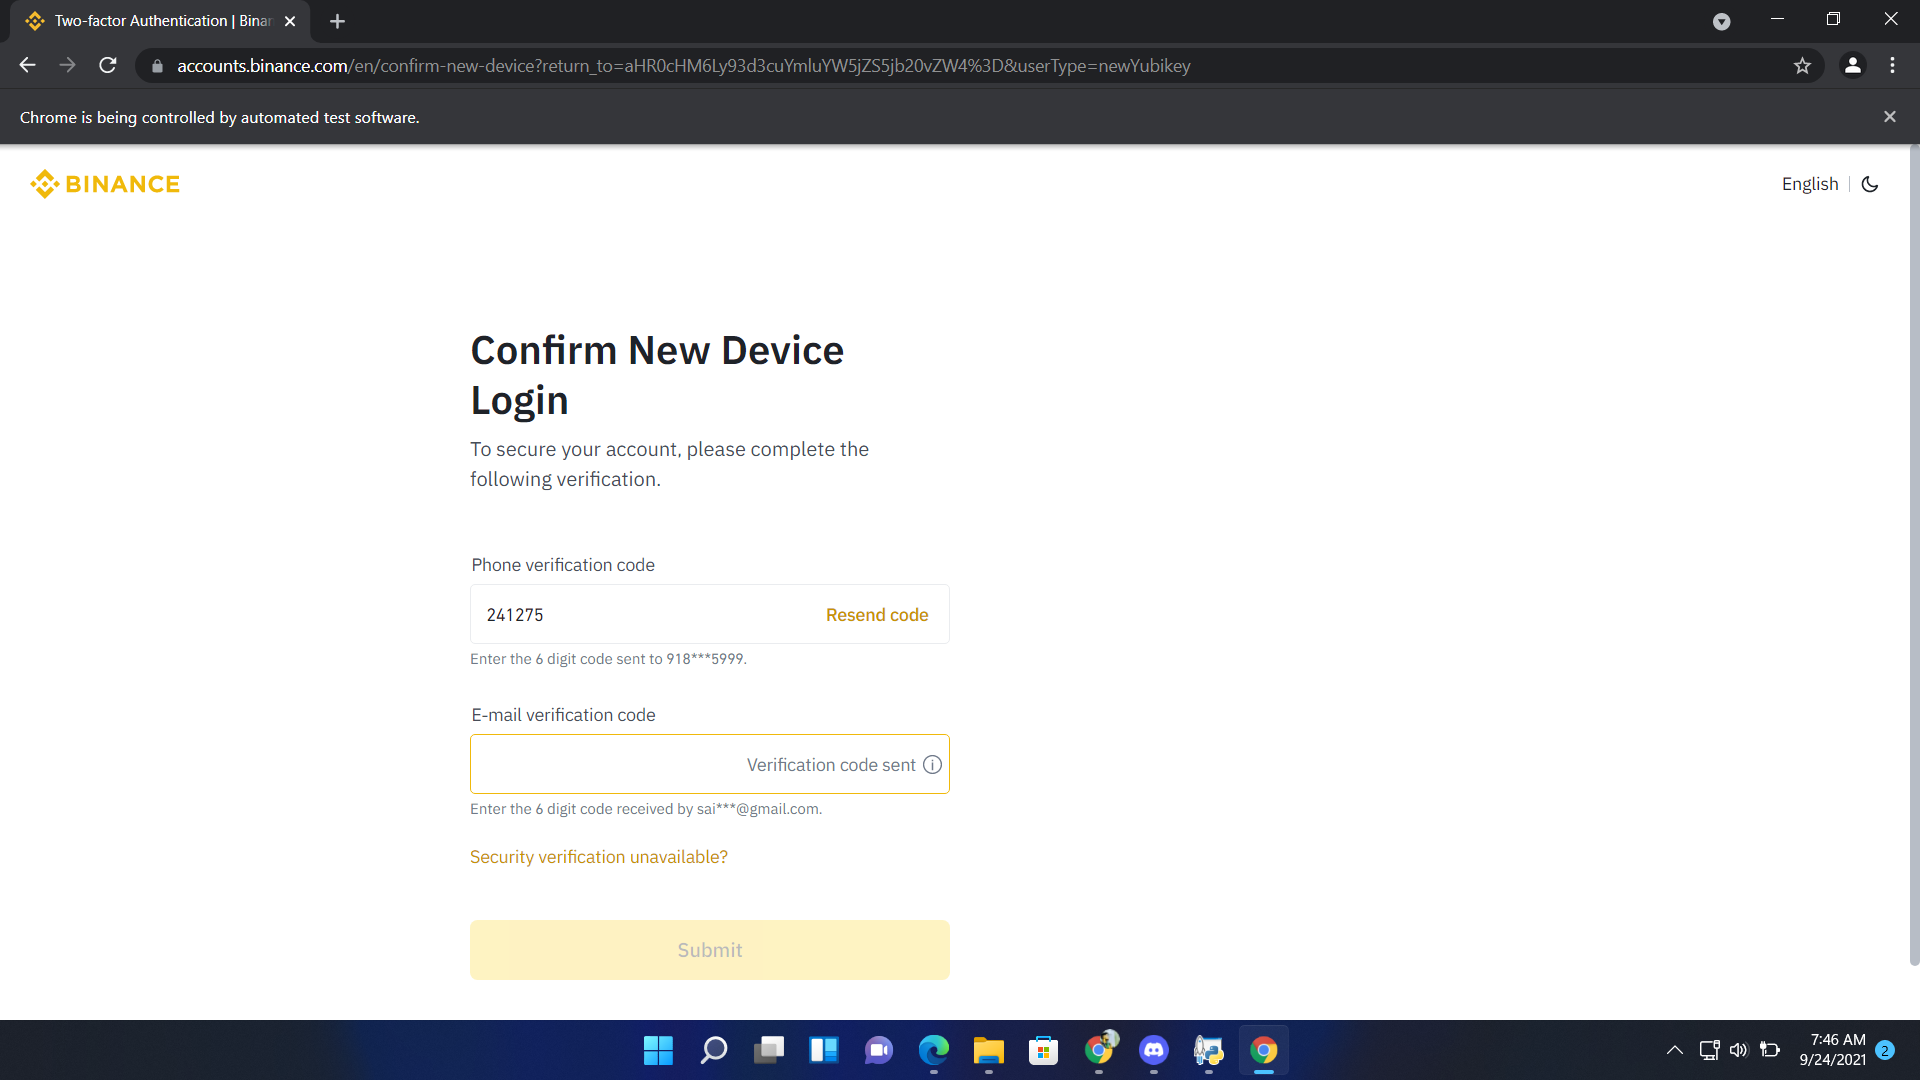 Two-factor Authentication | Binan
accounts.binance.com/en/confirm-new-device?return_to=aHR0cHM6Ly93d3cuYmluYW5jZS5jb20vZW4%3D&userType=newYubikey
Chrome is being controlled by automated test software.
BINANCE
English
Confirm New Device
Login
To secure your account, please complete the
following verification.
Phone verification code
241275
Resend code
Enter the 6 digit code sent to 918***5999.
E-mail verification code
Verification code sent
Enter the 6 digit code received by sai***@gmail.com.
Security verification unavailable?
Submit
7:46 AM
9/24/2021
2